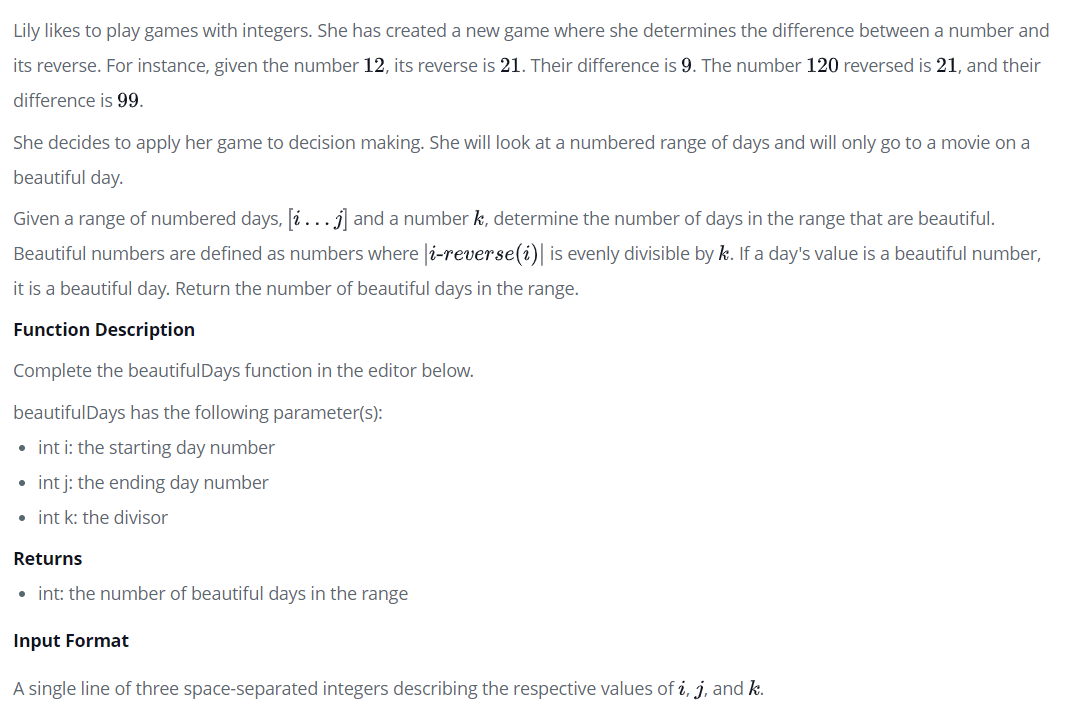 Lily likes to play games with integers. She has created a new game where she determines the difference between a number and
its reverse. For instance, given the number 12, its reverse is 21. Their difference is 9. The number 120 reversed is 21, and their
difference is 99.
She decides to apply her game to decision making. She will look at a numbered range of days and will only go to a movie on a
beautiful day.
Given a range of numbered days, [i . . . j] and a number k, determine the number of days in the range that are beautiful.
Beautiful numbers are defined as numbers where |i-reverse(i)| is evenly divisible by k. If a day's value is a beautiful number,
it is a beautiful day. Return the number of beautiful days in the range.
Function Description
Complete the beautifulDays function in the editor below.
beautifulDays has the following parameter(s):
• int i: the starting day number
• int j: the ending day number
• int k: the divisor
Returns
• int: the number of beautiful days in the range
Input Format
A single line of three space-separated integers describing the respective values of i, j, and k.